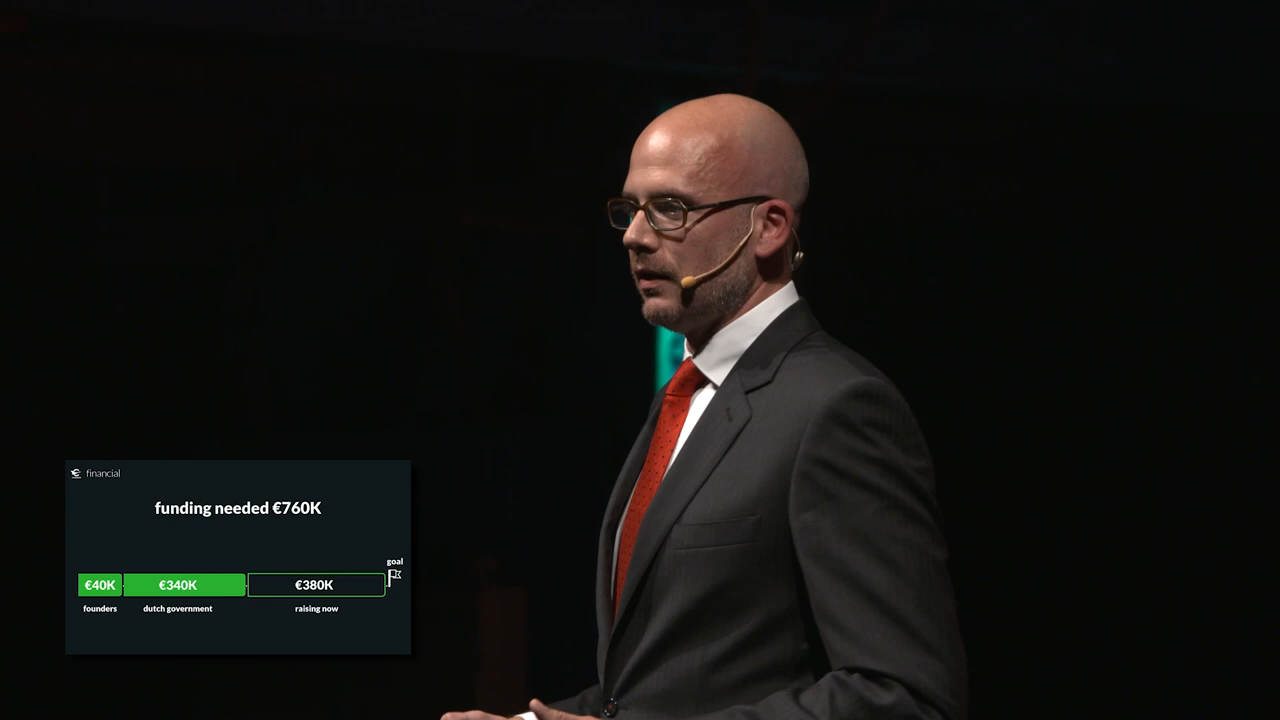 financial
funding needed €760K
goal
€40K €340K €380K
founders dutch government raising now